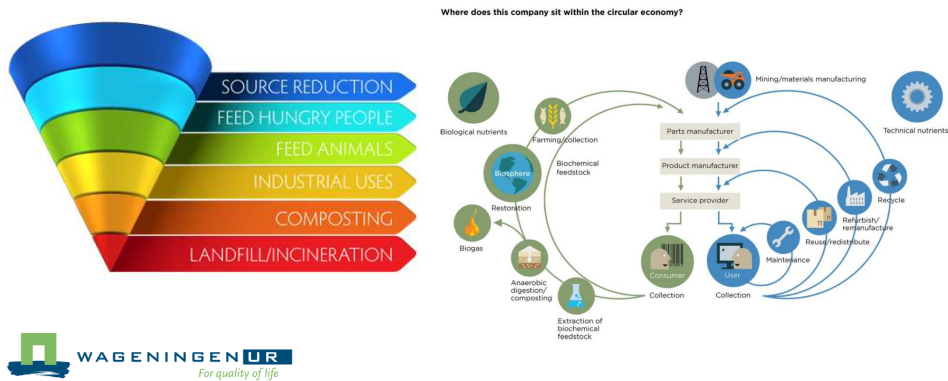 Where does this company sit within the circular economy?
SOURCE REDUCTION
FEED HUNGRY PEOPLE
FEED ANIMALS
INDUSTRIAL USES
COMPOSTING
LANDFILL/INCINERATION
Biological nutrients
Farming/collection
Biosphere
Restoration
Biochemical
feedstock
Biogas
Anaerobic
digestion/
composting
Extraction of
biochemical
feedstock
Mining/materials manufacturing
Parts manufacturer
Product manufacturer
Service provider
Consumer
Collection
User
Collection
Technical nutrients
Recycle
Refurbish/
remanufacture
Reuse/redistribute
Maintenance
WAGENINGEN UR
For quality of life